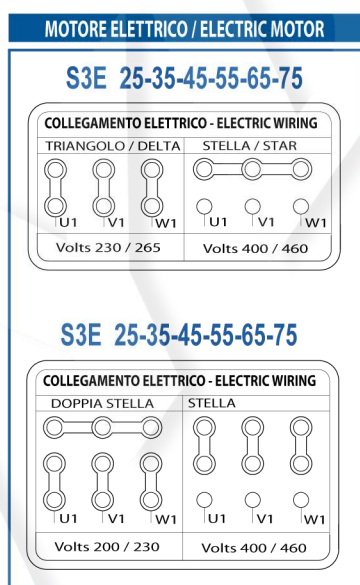 MOTORE ELETTRICO / ELECTRIC MOTOR
S3E 25-35-45-55-65-75
COLLEGAMENTO ELETTRICO - ELECTRIC WIRING
TRIANGOLO / DELTA STELLA / STAR
U1 V1 W1 U1 V1 W1
Volts 230 / 265 Volts 400 / 460
S3E 25-35-45-55-65-75
COLLEGAMENTO ELETTRICO - ELECTRIC WIRING
DOPPIA STELLA STELLA
U1 V1 W1 U1 V1 W1
Volts 200 / 230 Volts 400 / 460